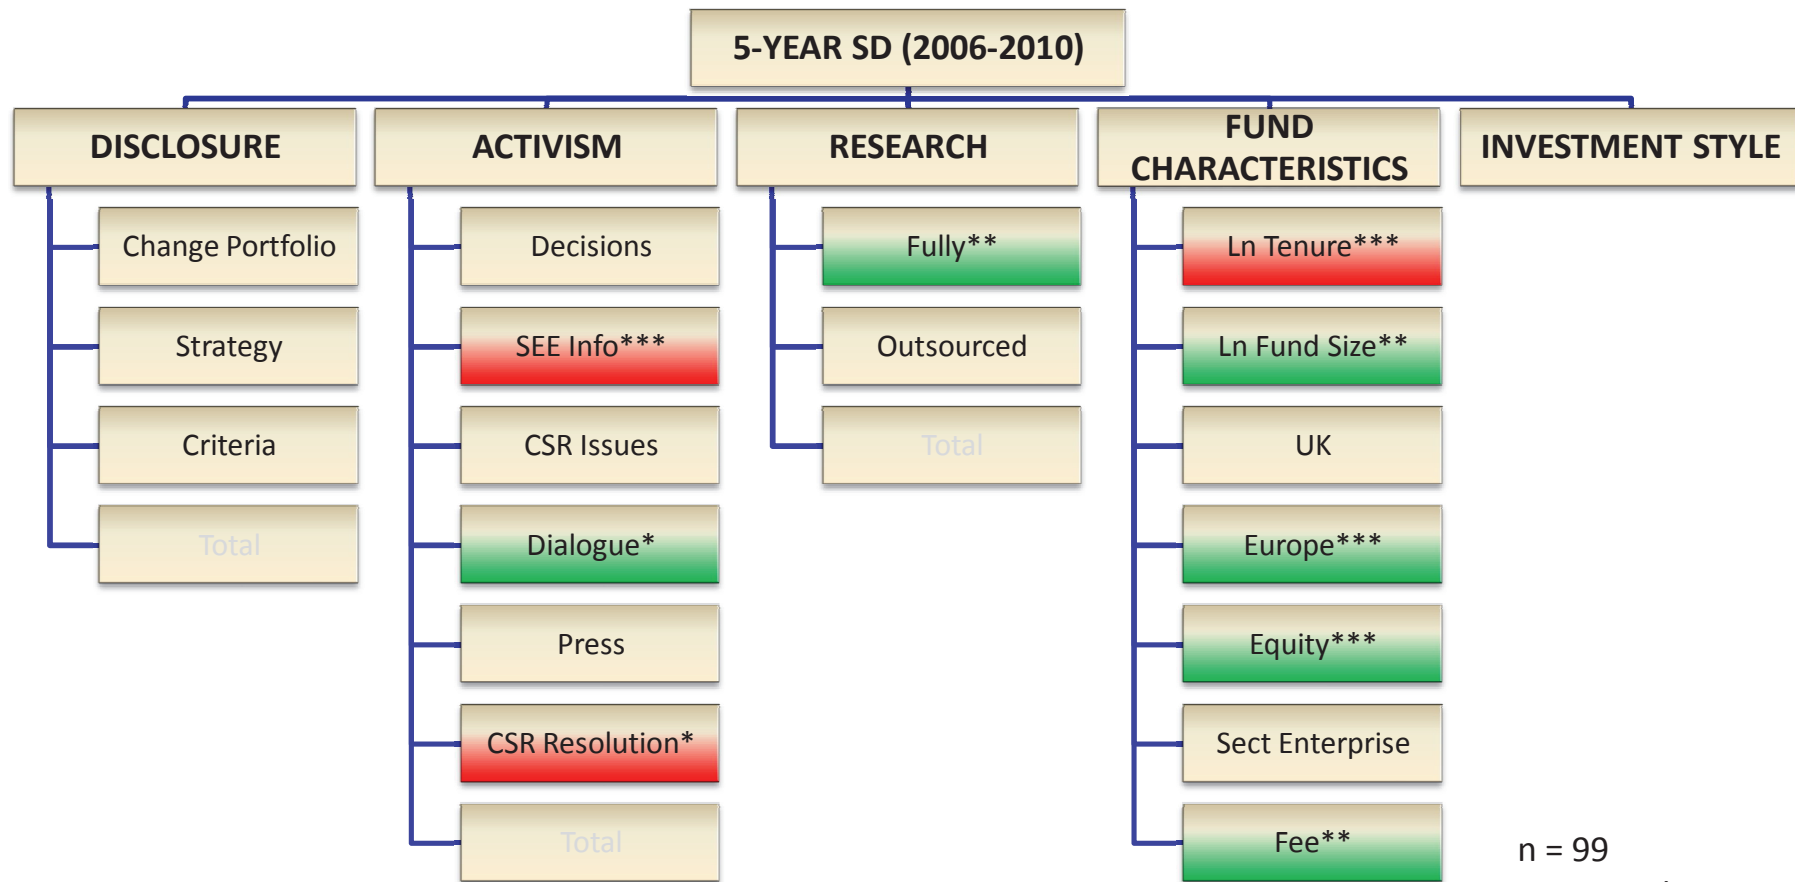 5-YEAR SD (2006-2010)
DISCLOSURE
Change Portfolio
Strategy
Criteria
Total
ACTIVISM
Decisions
SEE Info***
CSR Issues
Dialogue*
Press
CSR Resolution*
Total
RESEARCH
Fully**
Outsourced
Total
FUND
CHARACTERISTICS
Ln Tenure***
Ln Fund Size**
UK
Europe***
Equity***
Sect Enterprise
Fee**
INVESTMENT STYLE
n = 99